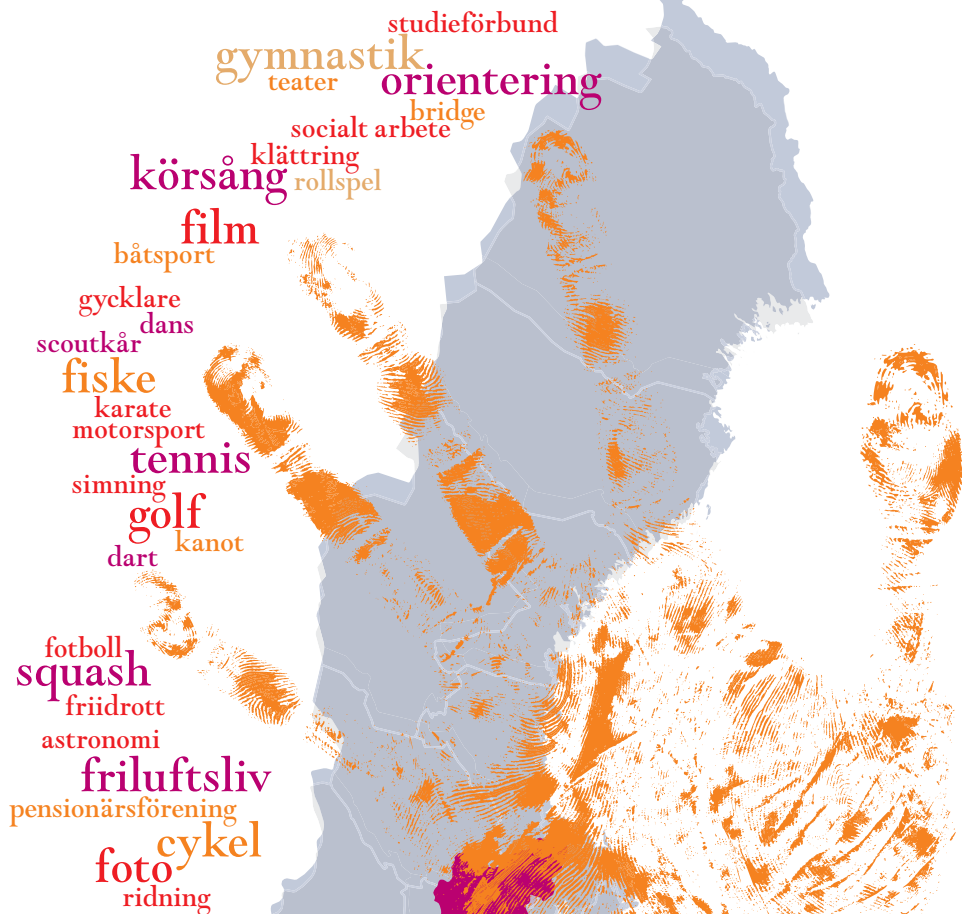 studieförbund
gymnastik
teater
orientering
bridge
socialt arbete
klättring
körsång
rollspel
film
båtsport
gycklare
dans
scoutkår
fiske
karate
motorsport
tennis
simning
golf
kanot
dart
fotboll
squash
friidrott
astronomi
friluftsliv
pensionärsförening
cykel
foto
ridning